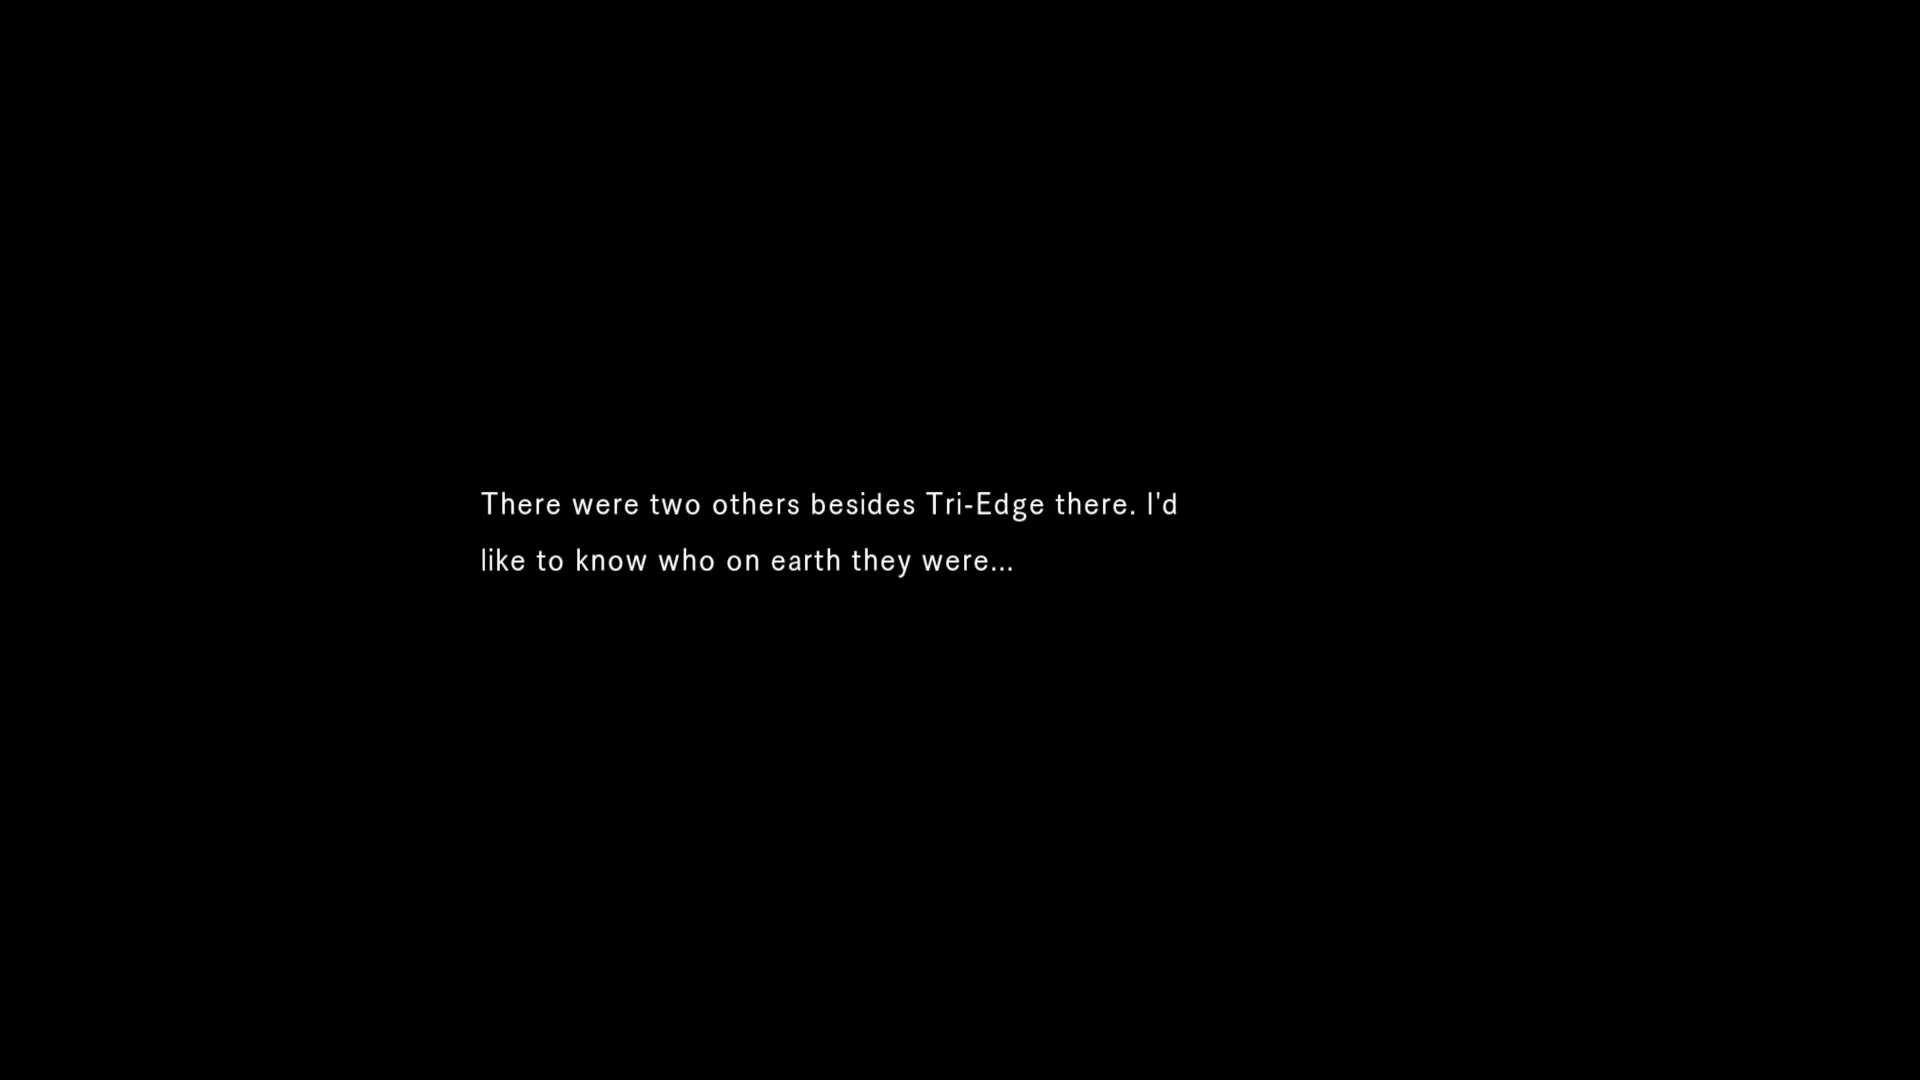 There were two others besides Tri-Edge there. I'd
like to know who on earth they were...